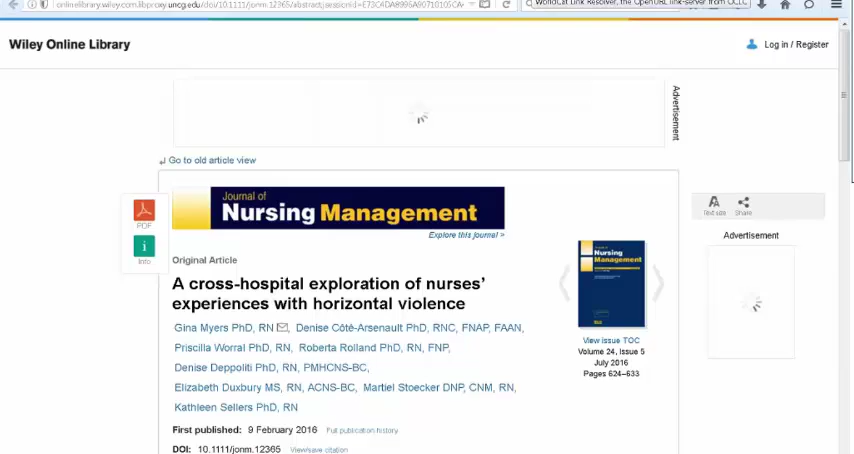 WorldCat Link Resolver, the OpenURL link-server from OCLC
Wiley Online Library
Log in / Register
Advertisement
Go to old article view
PDF
Info
Journal of
Nursing Management
Explore this journal >
Original Article
A cross-hospital exploration of nurses'
experiences with horizontal violence
Gina Myers PhD, RN, Denise Côté-Arsenault PhD, RNC, FNAP, FAAN,
Priscilla Worral PhD, RN, Roberta Rolland PhD, RN, FNP,
Denise Deppoliti PhD, RN, PMHCNS-BC,
Elizabeth Duxbury MS, RN, ACNS-BC, Martiel Stoecker DNP, CNM, RN,
Kathleen Sellers PhD, RN
First published: 9 February 2016 Full publication history
DOI: 10.1111/jonm.12365 View/save citation
Journal of
Nursing
Management
View Issue TOC
Volume 24, Issue 5
July 2016
Pages 624–633
Text size Share
Advertisement